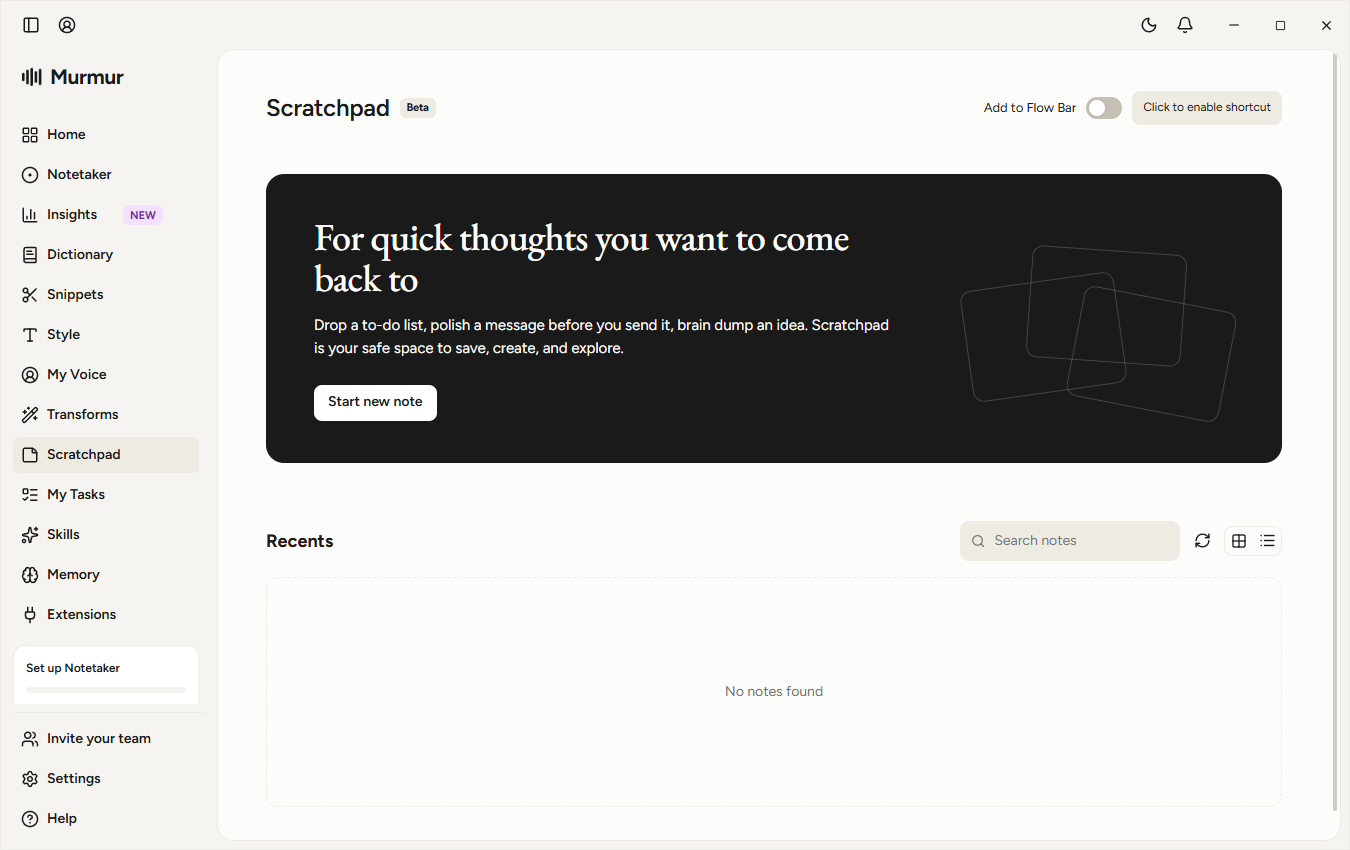 Murmur
Home
Notetaker
Insights NEW
Dictionary
Snippets
Style
My Voice
Transforms
Scratchpad
My Tasks
Skills
Memory
Extensions
Set up Notetaker
Invite your team
Settings
Help
Scratchpad Beta
Add to Flow Bar Click to enable shortcut
For quick thoughts you want to come
back to
Drop a to-do list, polish a message before you send it, brain dump an idea. Scratchpad
is your safe space to save, create, and explore.
Start new note
Recents
Search notes
No notes found